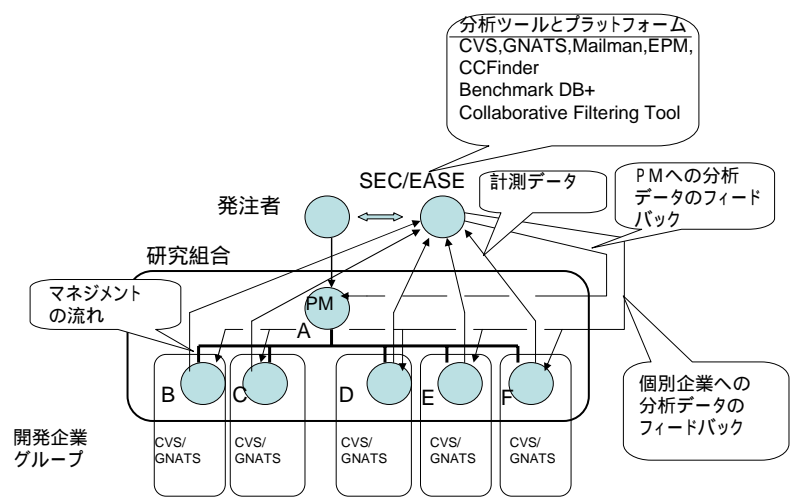 分析ツールとプラットフォーム
CVS,GNATS,Mailman,EPM,
CCFinder
Benchmark DB+
Collaborative Filtering Tool
SEC/EASE
計測データ
PMへの分析
データのフィード
バック
発注者
研究組合
マネジメント
の流れ
PM
A
B
C
D
E
F
個別企業への
分析データの
フィードバック
開発企業
グループ
CVS/
GNATS
CVS/
GNATS
CVS/
GNATS
CVS/
GNATS
CVS/
GNATS